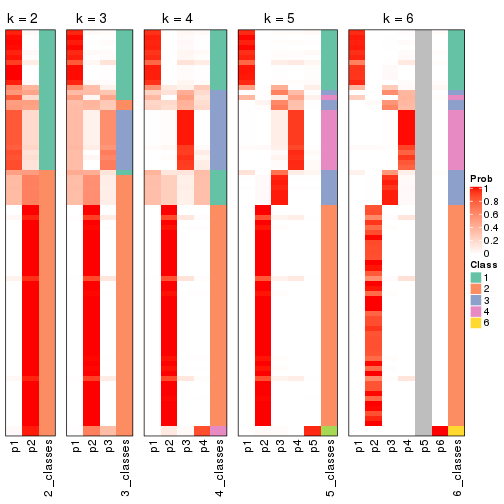 k = 2
k = 3
k = 4
k = 5
k = 6
p1
p2
2_classes
p1
p2
p3
3_classes
p1
p2
p3
p4
4_classes
p1
p2
p3
p4
p5
5_classes
p1
p2
p3
p4
p5
p6
6_classes
Prob
1
0.8
0.6
0.4
0.2
0
Class
1
2
3
4
6